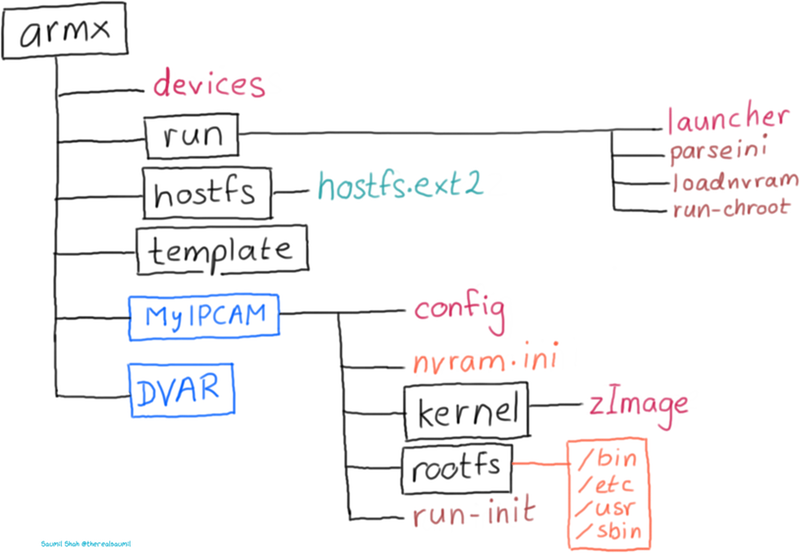 armx
devices
run
launcher
parseini
loadnvram
run-chroot
hostfs
hostfs.ext2
template
MyIPCAM
config
nvram.ini
kernel
zImage
rootfs
/bin
/etc
/usr
/sbin
run-init
DVAR
Saumil Shah @therealsaumil